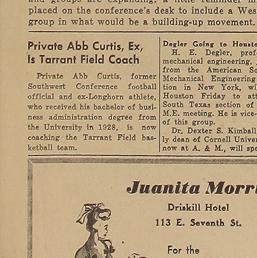 and groups are expanding, a little reminder
placed on the conference's desk to include a Wes
group in what would be a building-up movement.
Private Abb Curtis, Ex,
Is Tarrant Field Coach
Private Abb Curtis, former
Southwest Conference football
official and ex-Longhorn athlete,
who received his bachelor of busi-
ness administration degree from
the University in 1928, is now
coaching the Tarrant Field bas-
ketball team.
Degler Going to Houston
H. E. Degler, prof
mechanical engineering,
from the American So
Mechanical Engineering
tion in New York, wi
Houston Friday to att
South Texas section of
M.E. meeting. He is vice-
of this group.
Dr. Dexter S. Kimball
ly dean of Cornell Univer
now at A. & M., will spe
Juanita Morri
Driskill Hotel
113 E. Seventh St.
For the